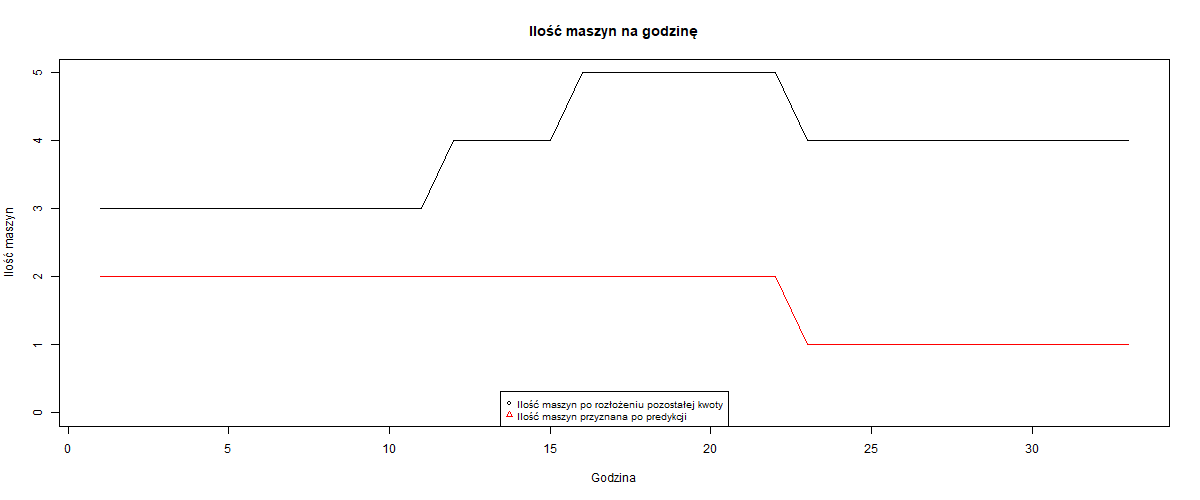 Ilość maszyn na godzinę
Ilość maszyn
5
4
3
2
1
0
Ilość maszyn po rozłożeniu pozostałej kwoty
Ilość maszyn przyznana po predykcji
0 5 10 15 20 25 30
Godzina